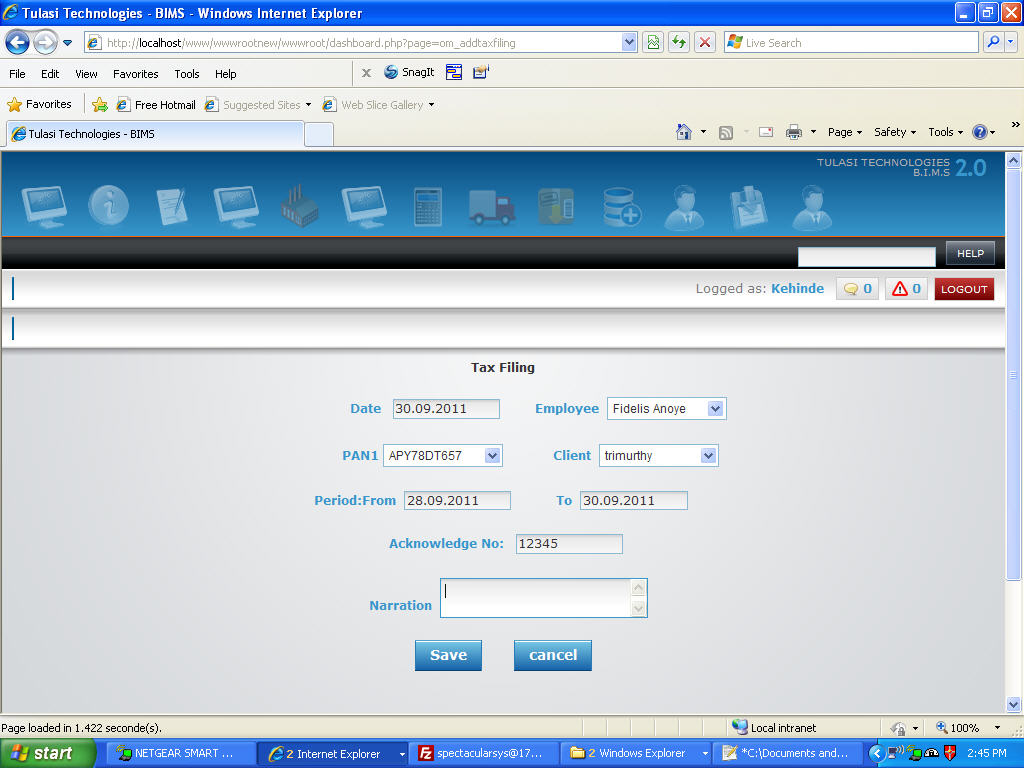 Tulasi Technologies - BIMS - Windows Internet Explorer
http://localhost/www/wwwrootnew/wwwroot/dashboard.php?page=om_addtaxfiling
Live Search
File Edit View Favorites Tools Help
x SnagIt
Favorites Free Hotmail Suggested Sites Web Slice Gallery
Tulasi Technologies - BIMS
Page Safety Tools
TULASI TECHNOLOGIES
B.I.M.S 2.0
HELP
Logged as: Kehinde 0 0 LOGOUT
Tax Filing
Date 30.09.2011 Employee Fidelis Anoye
PAN1 APY78DT657 Client trimurthy
Period:From 28.09.2011 To 30.09.2011
Acknowledge No: 12345
Narration
Save cancel
Page loaded in 1.422 seconde(s). Local intranet 100%
start NETGEAR SMART ... 2 Internet Explorer spectacularsys@17... 2 Windows Explorer *C:\Documents and... 2:45 PM